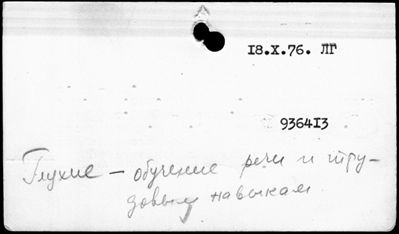 18.X.76. ЛГ
936413
Глухие – обучение речи и тру-
довым навыкам